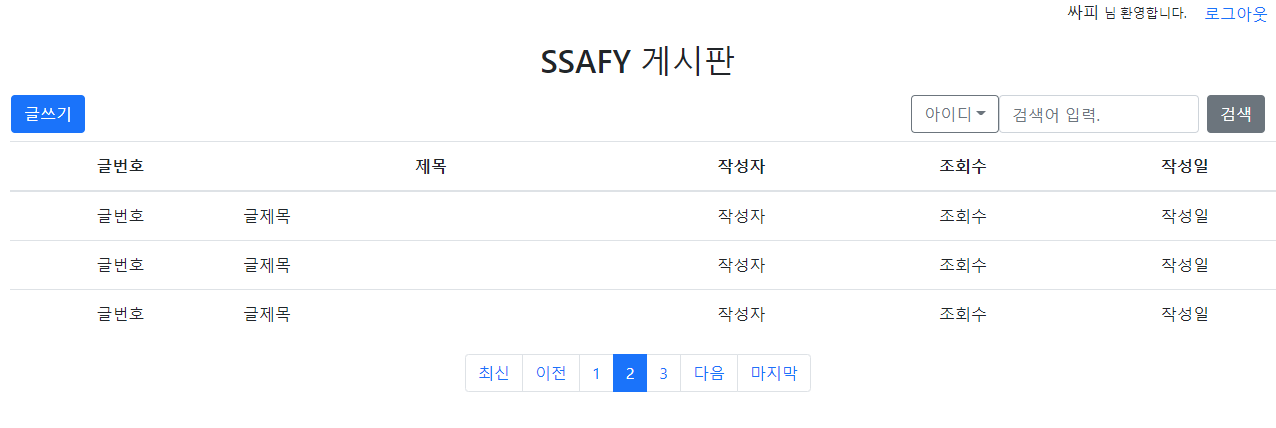 싸피 님 환영합니다. 로그아웃
SSAFY 게시판
글쓰기 아이디 검색어 입력. 검색
글번호 제목 작성자 조회수 작성일
글번호 글제목 작성자 조회수 작성일
글번호 글제목 작성자 조회수 작성일
글번호 글제목 작성자 조회수 작성일
최신 이전 1 2 3 다음 마지막